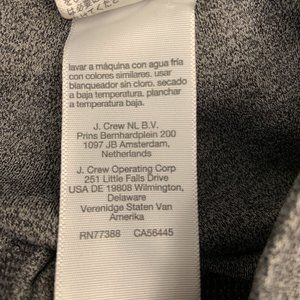 lavar a máquina con agua fría
con colores similares. usar
blanqueador sin cloro. secado
a baja temperatura. planchar
a temperatura baja.
J. Crew NL B.V.
Prins Bernhardplein 200
1097 JB Amsterdam,
Netherlands
J. Crew Operating Corp
251 Little Falls Drive
USA DE 19808 Wilmington,
Delaware
Verenidge Staten Van
Amerika
RN77388 CA56445